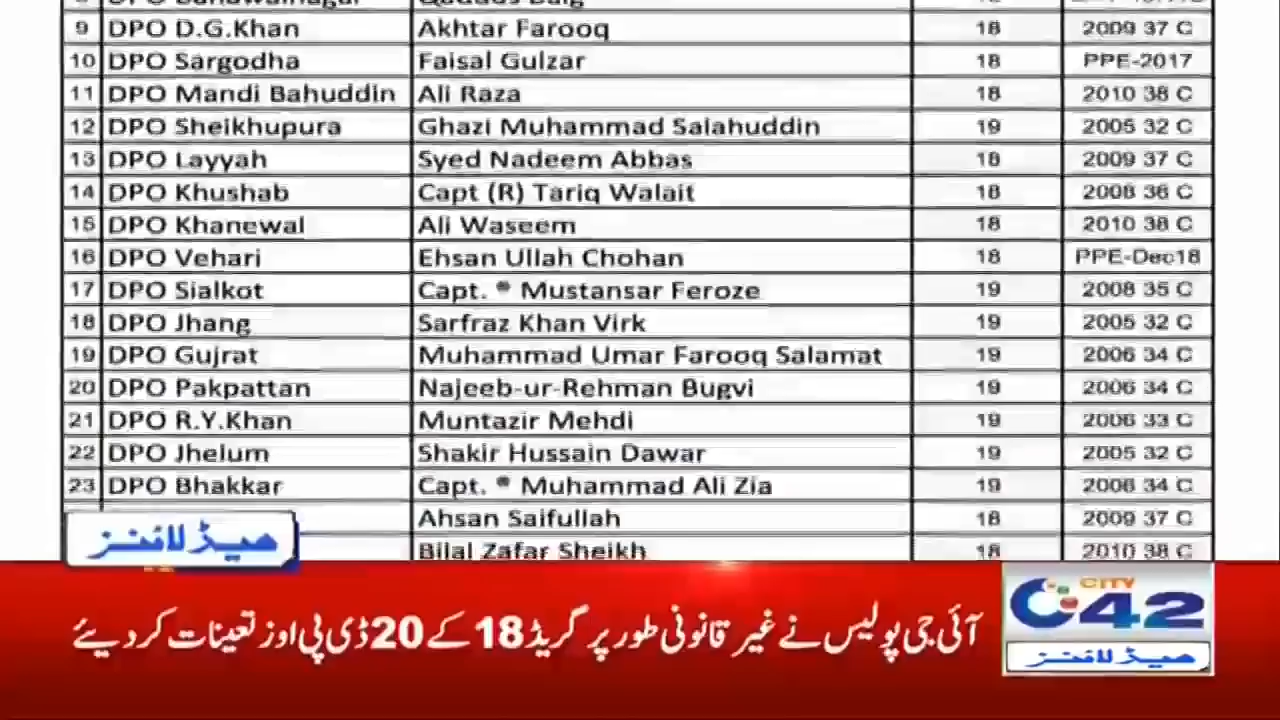 9 DPO D.G.Khan Akhtar Farooq 18 2009 37 C
10 DPO Sargodha Faisal Gulzar 18 PPE-2017
11 DPO Mandi Bahuddin Ali Raza 18 2010 38 C
12 DPO Sheikhupura Ghazi Muhammad Salahuddin 19 2005 32 C
13 DPO Layyah Syed Nadeem Abbas 18 2009 37 C
14 DPO Khushab Capt (R) Tariq Walait 18 2008 36 C
15 DPO Khanewal Ali Waseem 18 2010 38 C
16 DPO Vehari Ehsan Ullah Chohan 18 PPE-Dec18
17 DPO Sialkot Capt. ® Mustansar Feroze 19 2008 35 C
18 DPO Jhang Sarfraz Khan Virk 19 2005 32 C
19 DPO Gujrat Muhammad Umar Farooq Salamat 19 2006 34 C
20 DPO Pakpattan Najeeb-ur-Rehman Bugvi 19 2006 34 C
21 DPO R.Y.Khan Muntazir Mehdi 19 2006 33 C
22 DPO Jhelum Shakir Hussain Dawar 19 2005 32 C
23 DPO Bhakkar Capt. ® Muhammad Ali Zia 19 2006 34 C
Ahsan Saifullah 18 2009 37 C
Bilal Zafar Sheikh 18 2010 38 C
ہیڈلائنز
آئی جی پولیس نے غیر قانونی طور پر گریڈ 18 کے 20 ڈی پی اوز تعینات کر دیئے
CITY
42
ہیڈلائنز